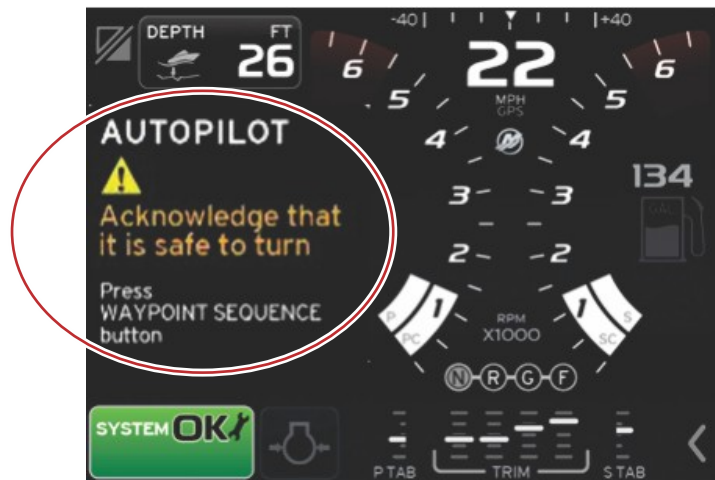 DEPTH FT
26
-40 +40
22
MPH
GPS
6 6
5 5
4 4
3 3
2 2
1 1
P PC
S SC
RPM
X1000
N R G F
134
GAL
AUTOPILOT
Acknowledge that
it is safe to turn
Press
WAYPOINT SEQUENCE
button
SYSTEM OK
P TAB TRIM S TAB